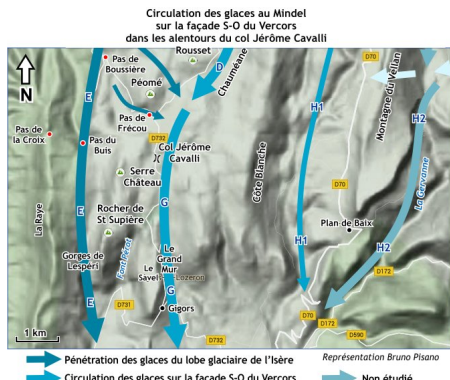 Circulation des glaces au Mindel
sur la façade S-O du Vercors
dans les alentours du col Jérôme Cavalli
N
Pas de
Boussière
Rousset
Péomé
Pas de
Frécou
D
Chauméane
D70
Montagne du Vellan
E
H1
H2
Pas de
la Croix
Pas du
Buis
D732
Col Jérôme
Cavalli
Serre
Château
Côte Blanche
D70
La Gervanne
La Raye
E
G
Rocher de
St Supière
Plan-de-Baix
Gorges de
Lespéri
Font Pérot
Le
Grand
Mur
Le
Savel
Lozeron
H1
H2
D172
E
G
D731
Gigors
D70
D172
1 km
D732
D590
Pénétration des glaces du lobe glaciaire de l'Isère
Représentation Bruno Pisano
Circulation des glaces sur la façade S-O du Vercors
Non étudié